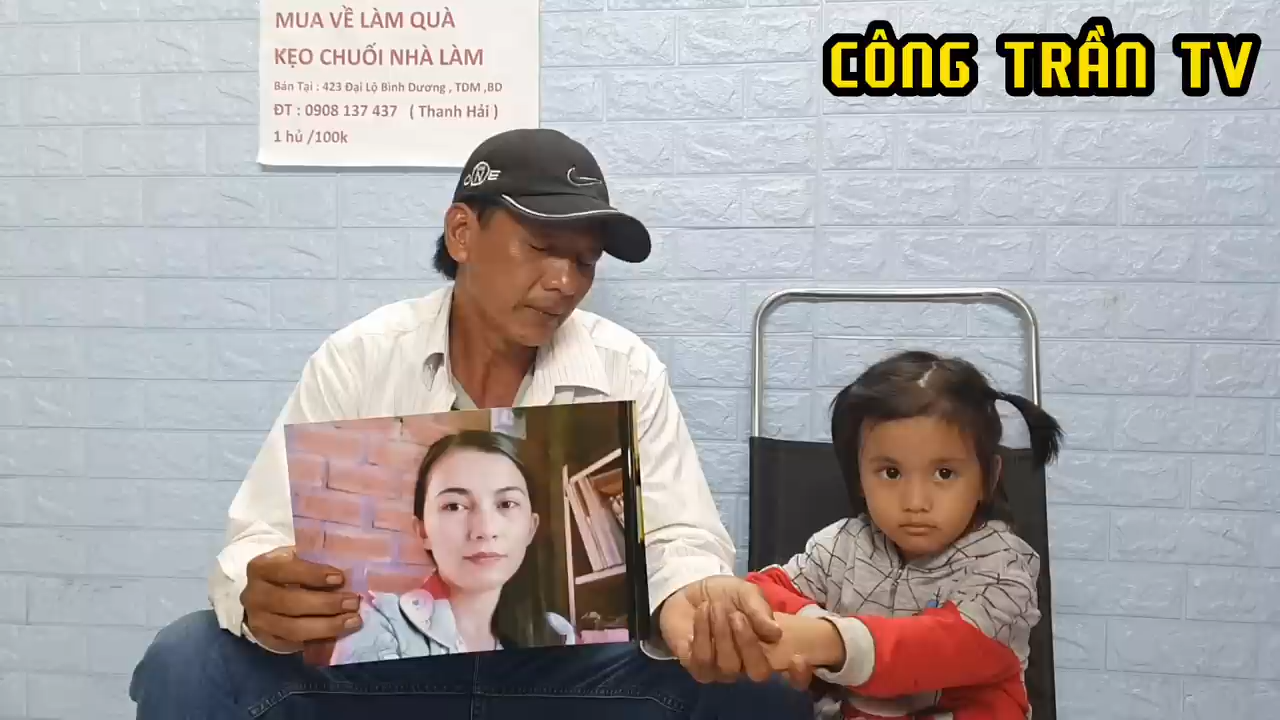 MUA VỀ LÀM QUÀ
KẸO CHUỐI NHÀ LÀM
Bán Tại : 423 Đại Lộ Bình Dương , TDM ,BD
ĐT : 0908 137 437 ( Thanh Hải )
1 hủ /100k
CÔNG TRẦN TV
ONE